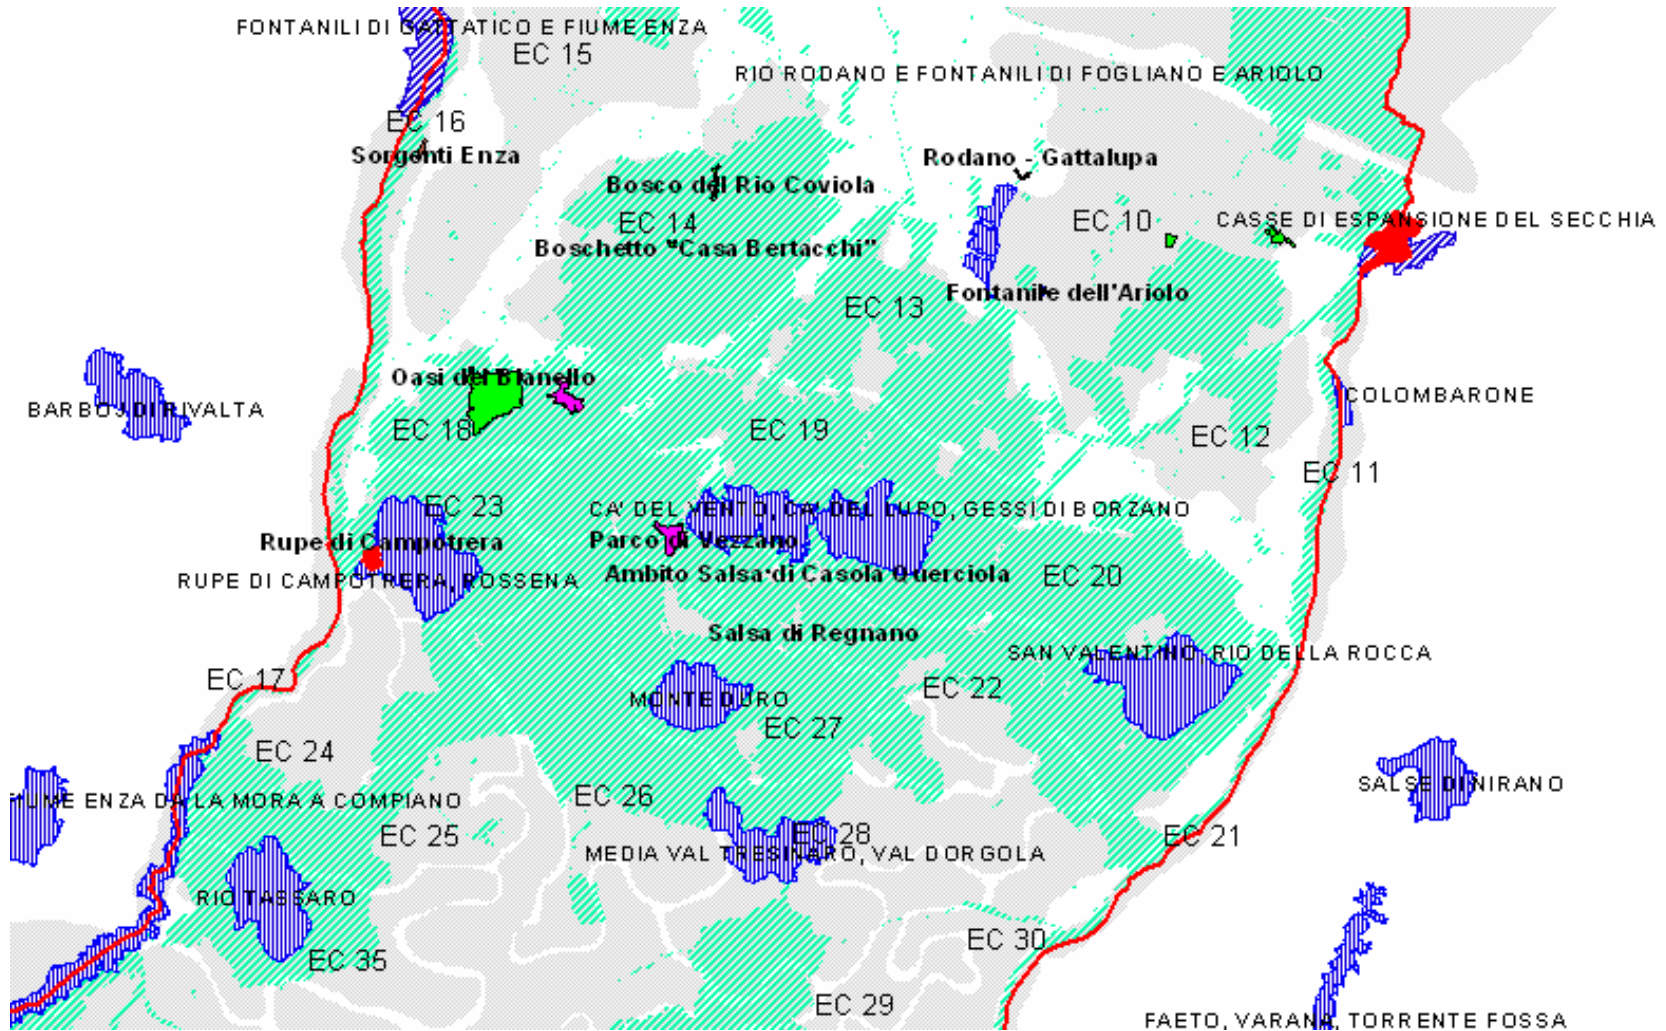 FONTANILI DI GATTATICO E FIUME ENZA
EC 15
RIO RODANO E FONTANILI DI FOGLIANO E ARIOLO
EC 16
Sorgenti Enza
Rodano - Gattalupa
Bosco del Rio Coviola
EC 14
EC 10
CASSE DI ESPANSIONE DEL SECCHIA
Boschetto "Casa Bertacchi"
Fontanile dell'Ariolo
EC 13
Oasi del Bianello
BARBOJ DI RIVALTA
COLOMBARONE
EC 18
EC 19
EC 12
EC 11
EC 23
CA' DEL VENTO, CA' DEL LUPO, GESSI DI BORZANO
Rupe di Campotrera
Parco di Vezzano
RUPE DI CAMPOTRERA, ROSSENA
Ambito Salsa di Casola Querciola
EC 20
Salsa di Regnano
SAN VALENTINO, RIO DELLA ROCCA
EC 17
EC 22
MONTE DURO
EC 27
EC 24
SALSE DI NIRANO
EC 26
IUME ENZA DA LA MORA A COMPIANO
EC 25
EC 28
EC 21
MEDIA VAL TRESINARO, VAL DORGOLA
RIO TASSARO
EC 30
EC 35
EC 29
FAETO, VARANA, TORRENTE FOSSA